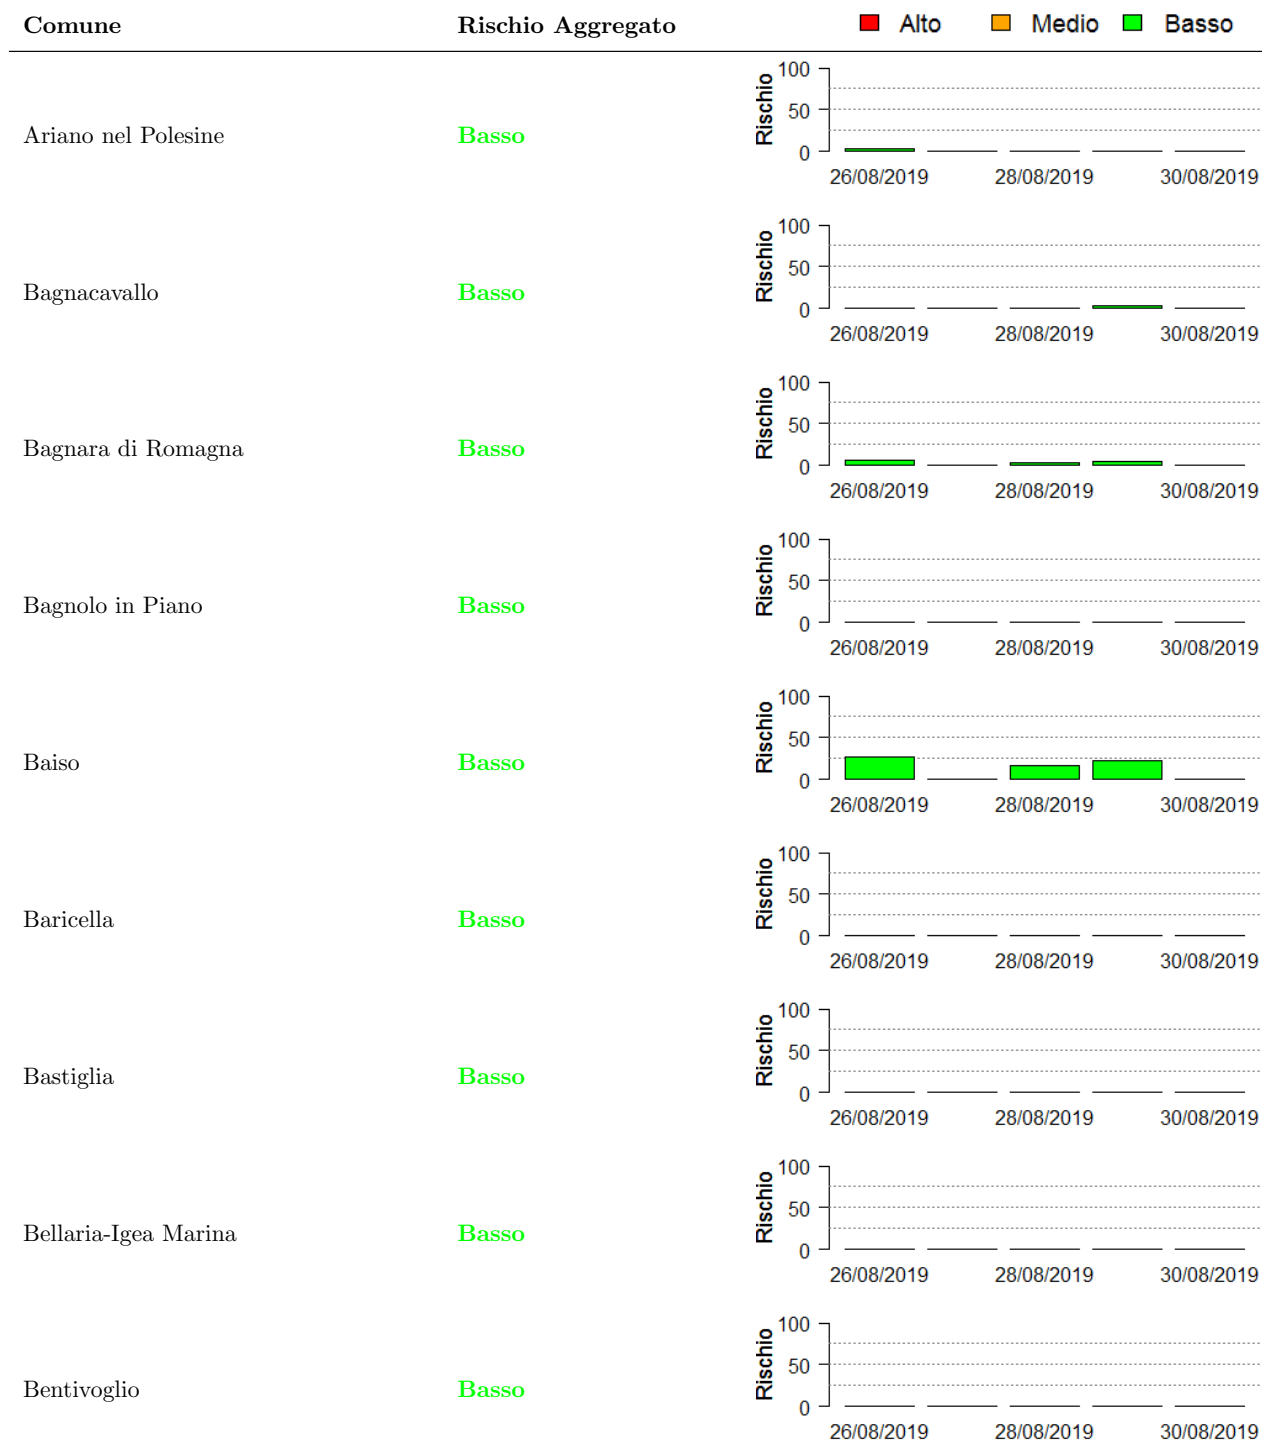 Comune Rischio Aggregato Alto Medio Basso
100
Rischio
50
Ariano nel Polesine Basso
0
26/08/2019 28/08/2019 30/08/2019
100
Rischio
50
Bagnacavallo Basso
0
26/08/2019 28/08/2019 30/08/2019
100
Rischio
50
Bagnara di Romagna Basso
0
26/08/2019 28/08/2019 30/08/2019
100
Rischio
50
Bagnolo in Piano Basso
0
26/08/2019 28/08/2019 30/08/2019
100
Rischio
50
Baiso Basso
0
26/08/2019 28/08/2019 30/08/2019
100
Rischio
50
Baricella Basso
0
26/08/2019 28/08/2019 30/08/2019
100
Rischio
50
Bastiglia Basso
0
26/08/2019 28/08/2019 30/08/2019
100
Rischio
50
Bellaria-Igea Marina Basso
0
26/08/2019 28/08/2019 30/08/2019
100
Rischio
50
Bentivoglio Basso
0
26/08/2019 28/08/2019 30/08/2019